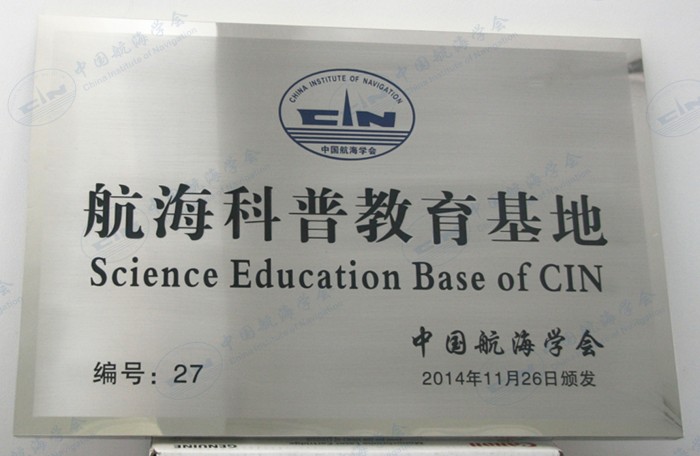 CHINA INSTITUTE OF NAVIGATION
CIN
中国航海学会
航海科普教育基地
Science Education Base of CIN
中国航海学会
编号：27
2014年11月26日颁发
Canon
GENUINE